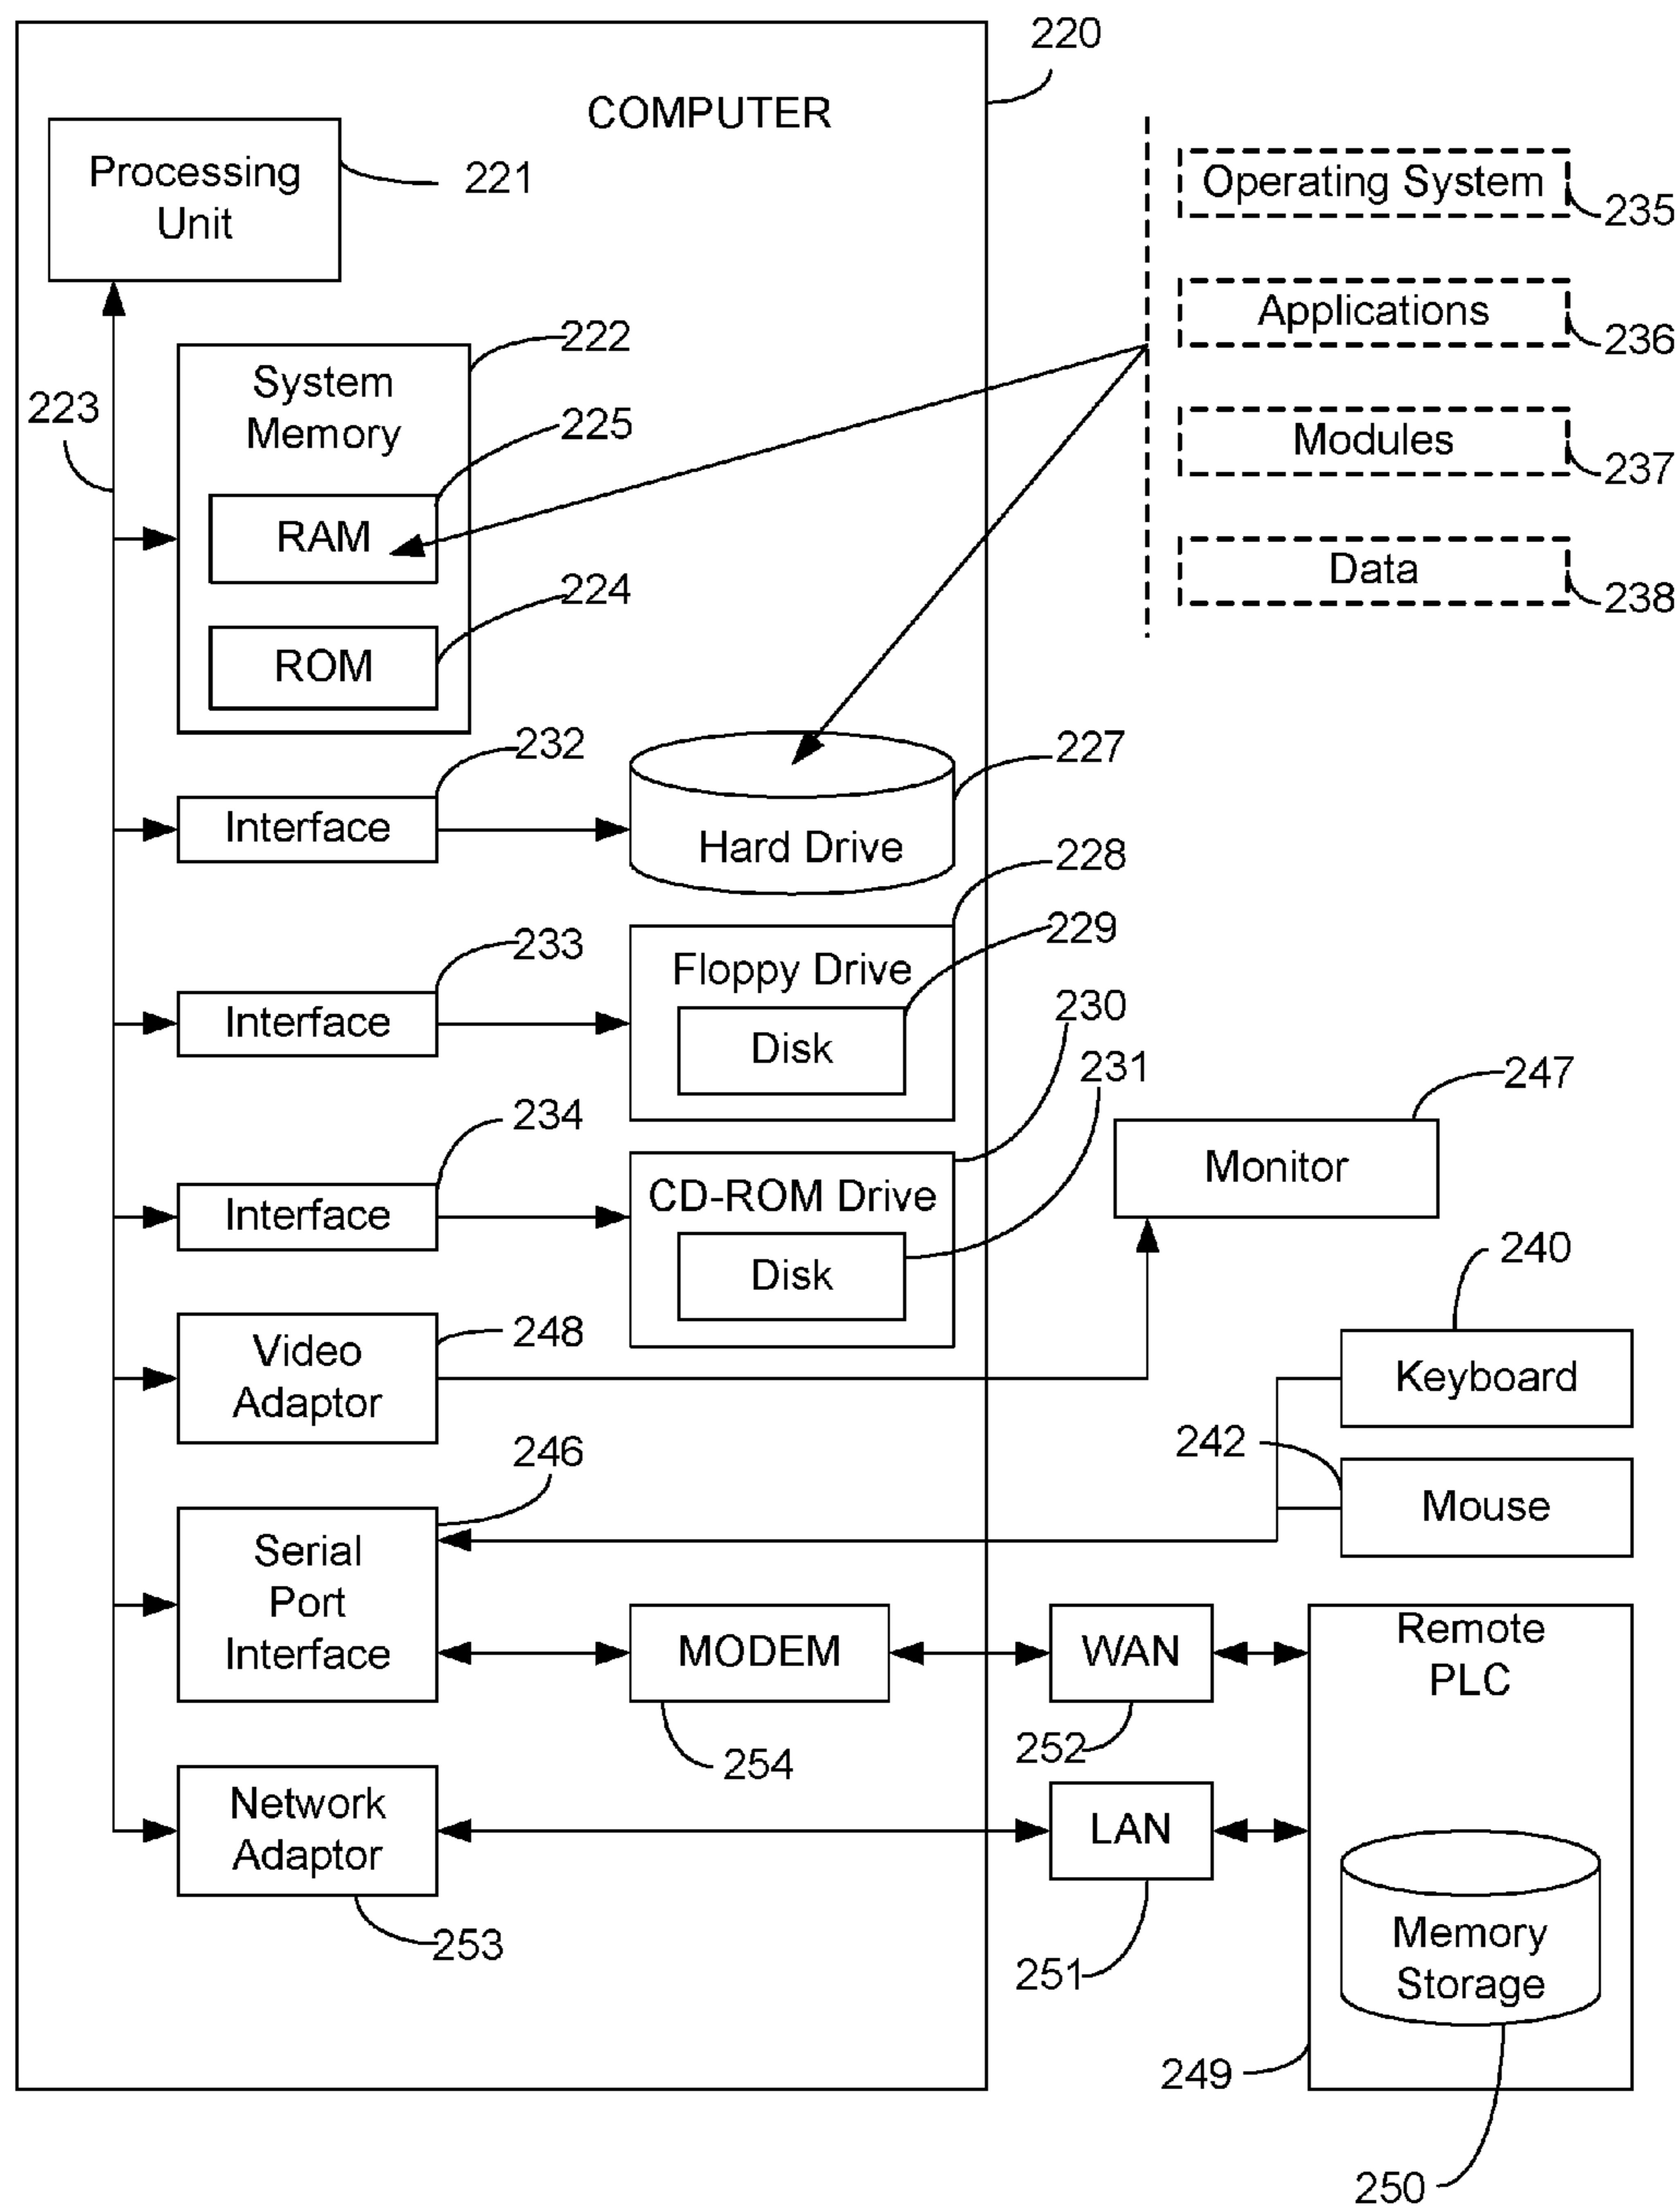 220
COMPUTER
Processing
Unit
221
Operating System
235
Applications
236
Modules
237
Data
238
222
System
Memory
223
225
RAM
224
ROM
232
Interface
227
Hard Drive
228
233
Interface
229
Floppy Drive
Disk
230
231
234
Interface
CD-ROM Drive
Disk
247
Monitor
248
Video
Adaptor
240
Keyboard
242
Mouse
246
Serial
Port
Interface
MODEM
254
WAN
252
Remote
PLC
Network
Adaptor
253
LAN
251
Memory
Storage
249
250